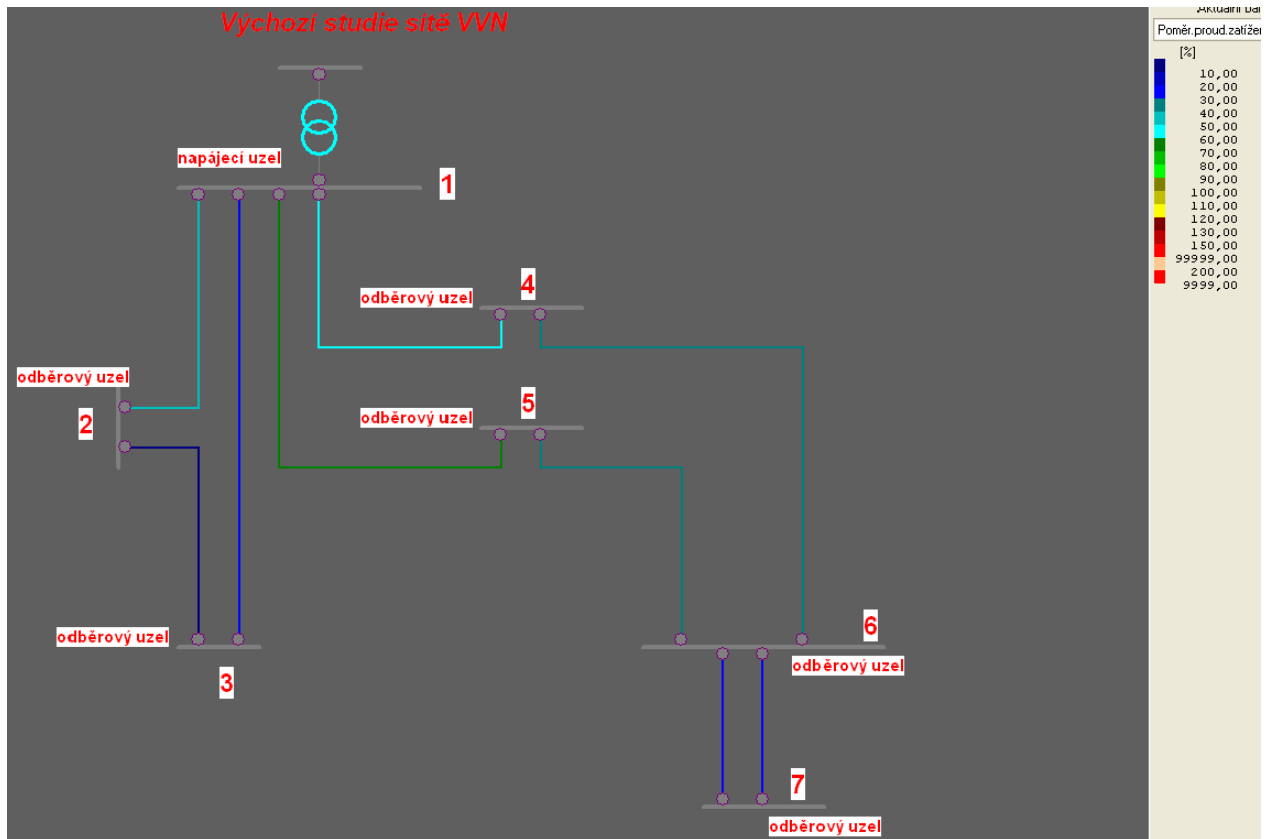 Výchozí studie sítě VVN
napájecí uzel
1
odběrový uzel
4
odběrový uzel
2
odběrový uzel
5
odběrový uzel
3
6
odběrový uzel
7
odběrový uzel
Aktuální
Poměr.proud.zatížen
[%]
10,00
20,00
30,00
40,00
50,00
60,00
70,00
80,00
90,00
100,00
110,00
120,00
130,00
150,00
99999,00
200,00
9999,00